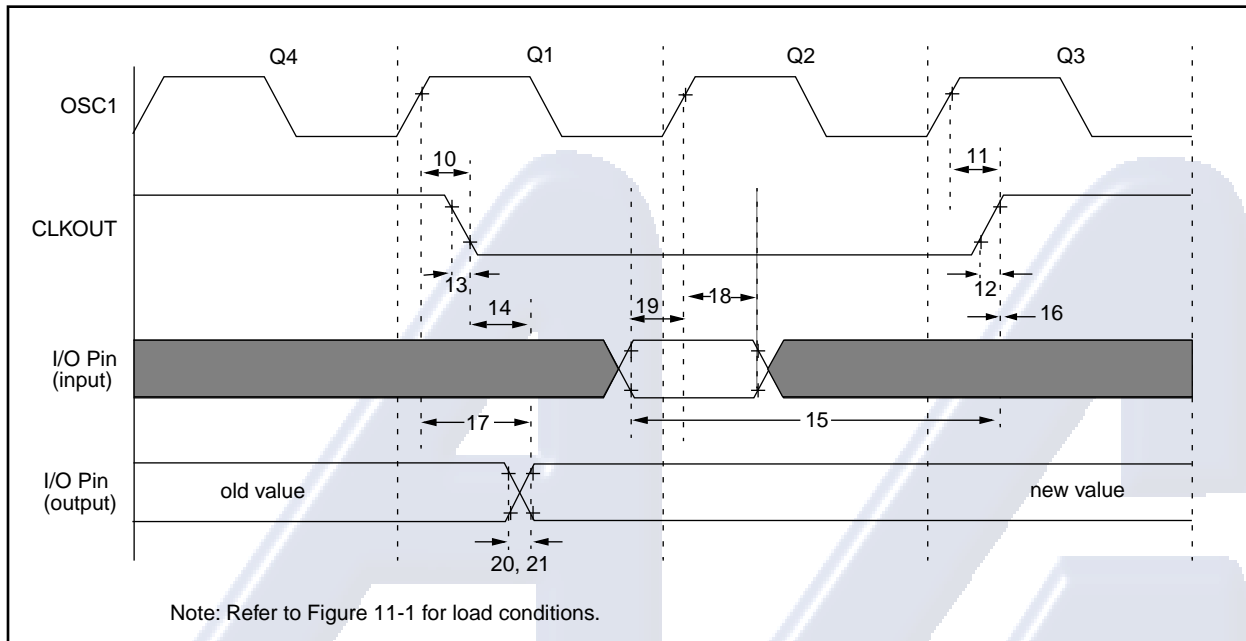 Q4 Q1 Q2 Q3
OSC1
10 11
CLKOUT
13 12
14 19 18 16
I/O Pin
(input)
17 15
I/O Pin
(output)
old value new value
20, 21
Note: Refer to Figure 11-1 for load conditions.